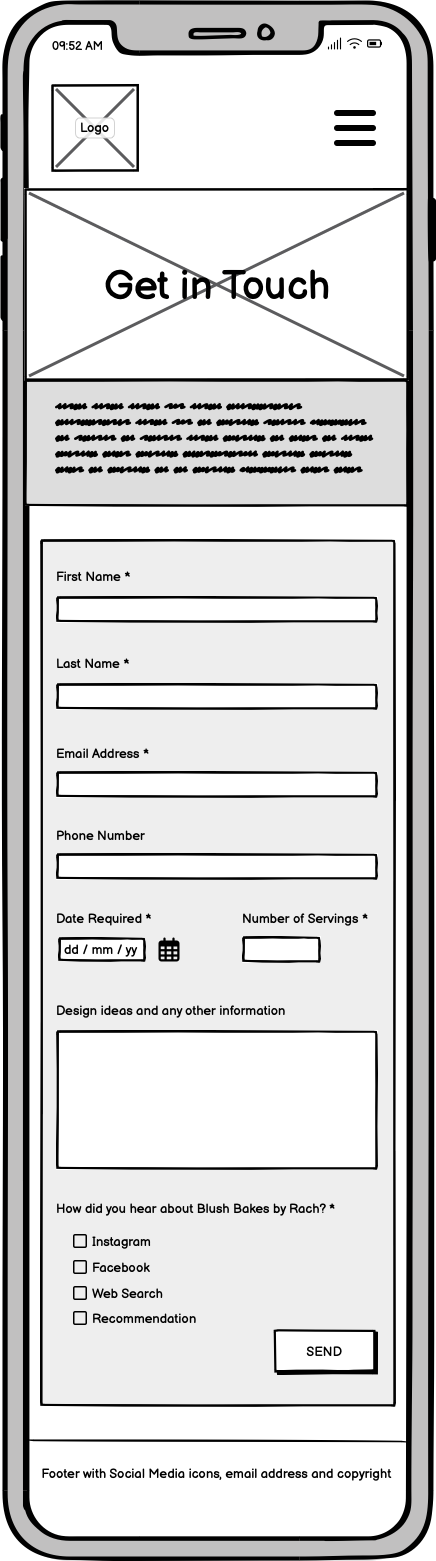 09:52 AM
Logo
Get in Touch
First Name *
Last Name *
Email Address *
Phone Number
Date Required *
Number of Servings *
dd / mm / yy
Design ideas and any other information
How did you hear about Blush Bakes by Rach? *
Instagram
Facebook
Web Search
Recommendation
SEND
Footer with Social Media icons, email address and copyright